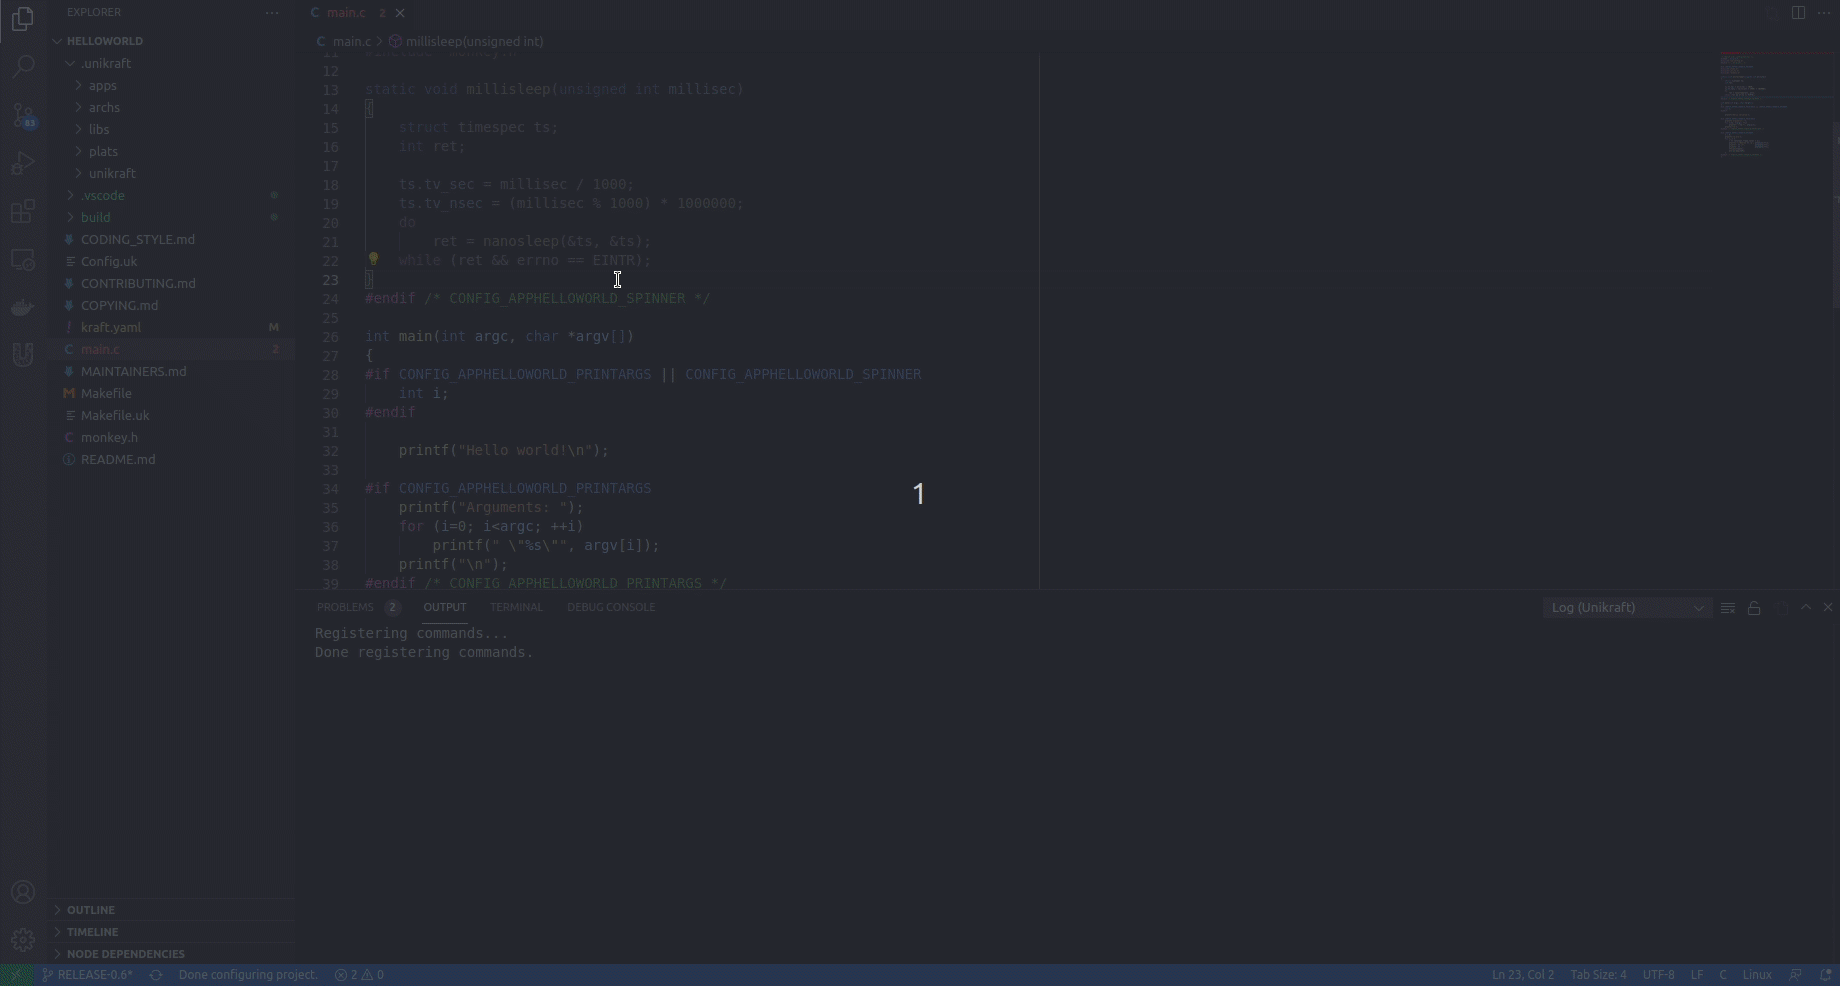 EXPLORER
HELLOWORLD
.unikraft
apps
archs
libs
plats
unikraft
.vscode
build
CODING_STYLE.md
Config.uk
CONTRIBUTING.md
COPYING.md
kraft.yaml M
main.c 2
MAINTAINERS.md
Makefile
Makefile.uk
monkey.h
README.md
83
OUTLINE
TIMELINE
NODE DEPENDENCIES
main.c 2
main.c > millisleep(unsigned int)
11
12
13 static void millisleep(unsigned int millisec)
14 {
15 struct timespec ts;
16 int ret;
17
18 ts.tv_sec = millisec / 1000;
19 ts.tv_nsec = (millisec % 1000) * 1000000;
20 do
21 ret = nanosleep(&ts, &ts);
22 while (ret && errno == EINTR);
23 }
24 #endif /* CONFIG_APPHELLOWORLD_SPINNER */
25
26 int main(int argc, char *argv[])
27 {
28 #if CONFIG_APPHELLOWORLD_PRINTARGS || CONFIG_APPHELLOWORLD_SPINNER
29 int i;
30 #endif
31
32 printf("Hello world!\n");
33
34 #if CONFIG_APPHELLOWORLD_PRINTARGS
35 printf("Arguments: ");
36 for (i=0; i<argc; ++i)
37 printf(" \"%s\"", argv[i]);
38 printf("\n");
39 #endif /* CONFIG_APPHELLOWORLD_PRINTARGS */
1
PROBLEMS 2 OUTPUT TERMINAL DEBUG CONSOLE
Log (Unikraft)
Registering commands...
Done registering commands.
RELEASE-0.6* Done configuring project. 2 0
Ln 23, Col 2 Tab Size: 4 UTF-8 LF C Linux